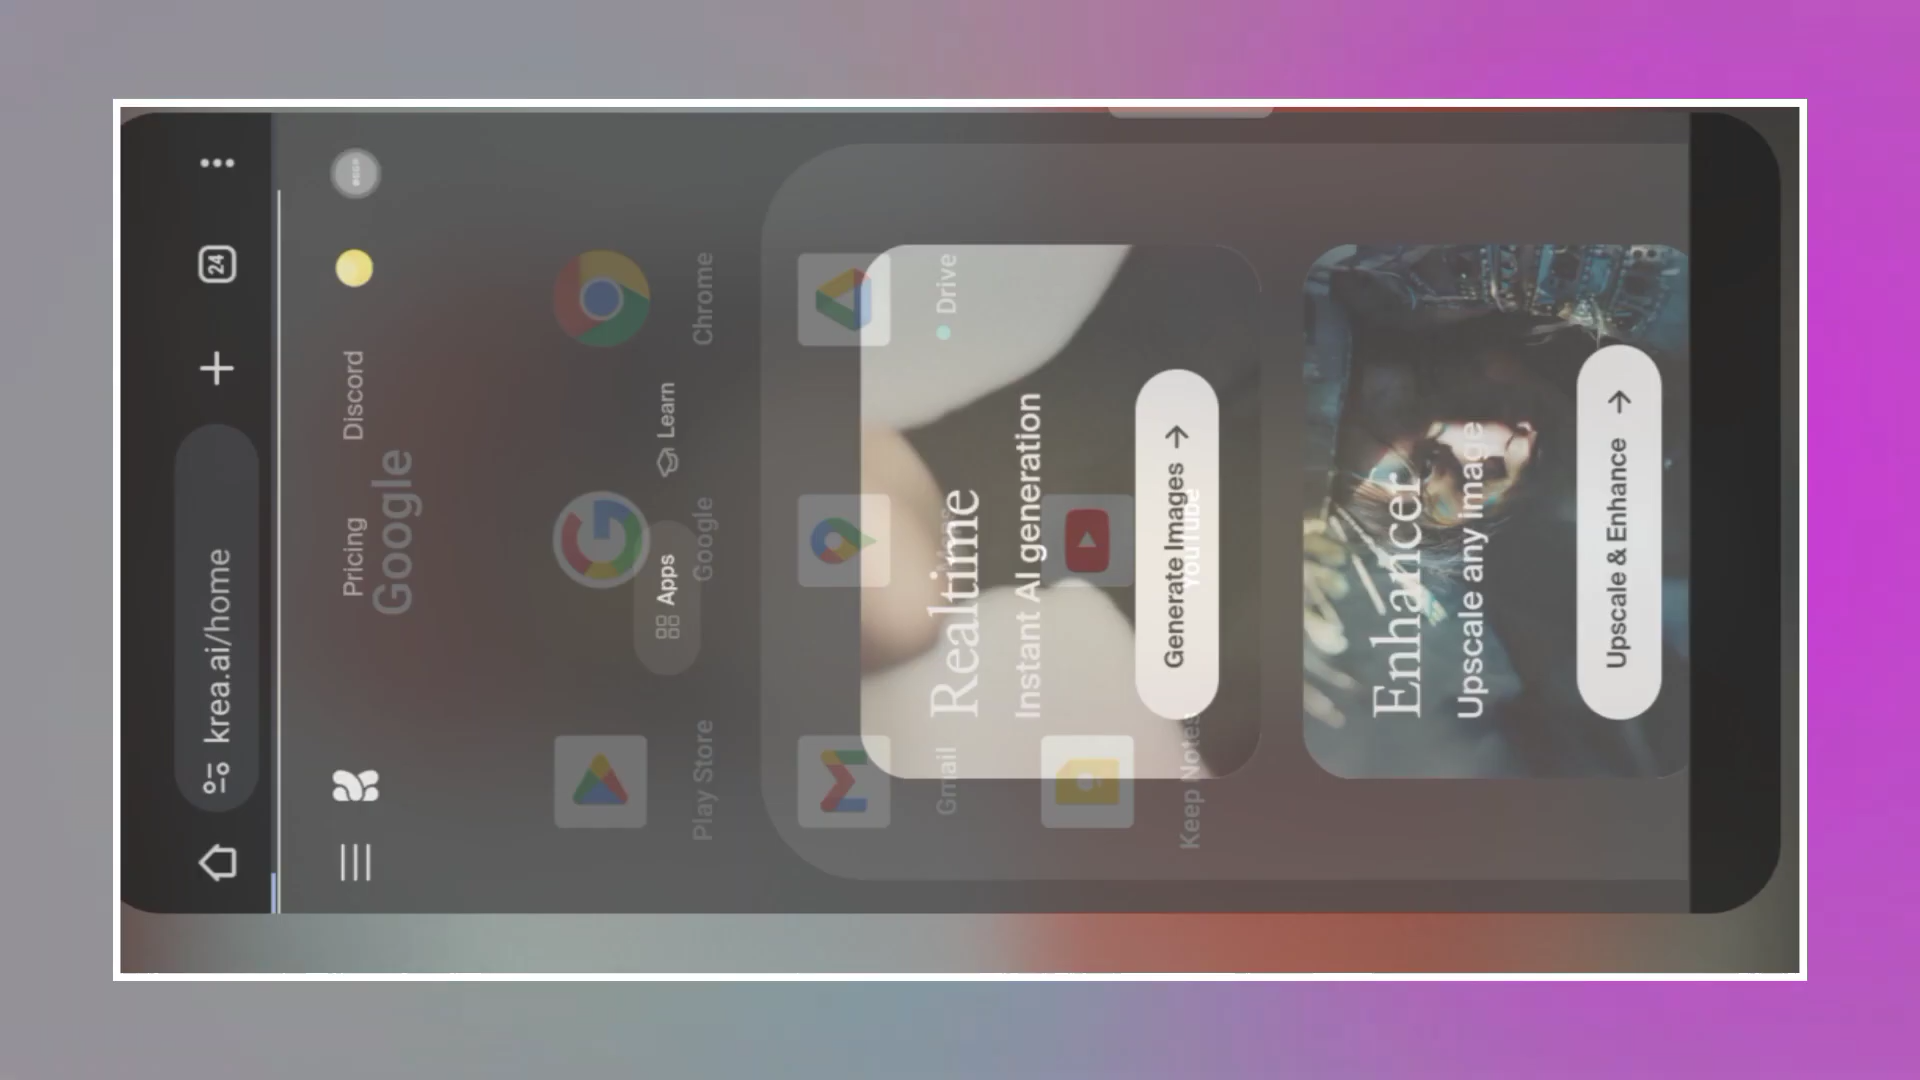 krea.ai/home
24
Pricing
Discord
Google
Apps
Learn
Play Store
Google
Chrome
Gmail
Drive
Realtime
Instant AI generation
Generate Images →
Keep Notes
YouTube
Enhancer
Upscale any image
Upscale & Enhance →